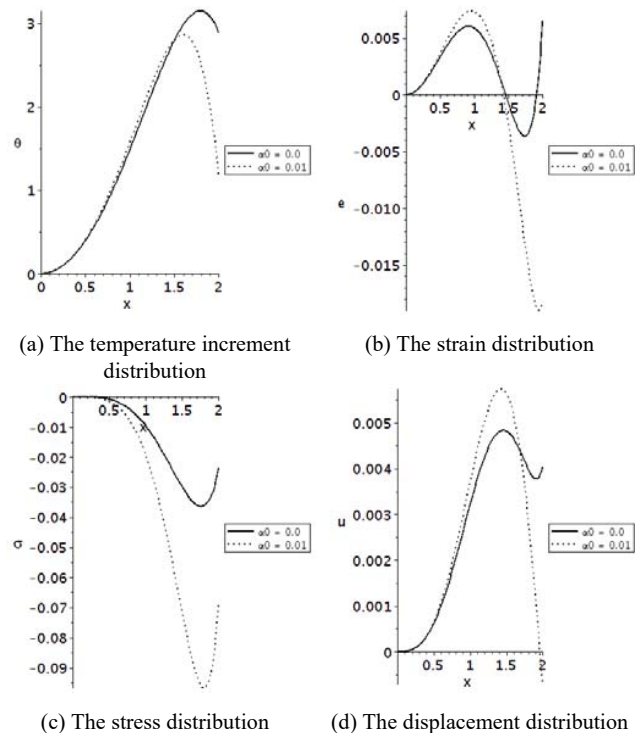 3
2
θ
1
0
0
0.5
1
1.5
2
x
α0 = 0.0
α0 = 0.01
(a) The temperature increment
distribution
0.005
0
-0.005
e
-0.010
-0.015
0.5
1
1.5
2
x
α0 = 0.0
α0 = 0.01
(b) The strain distribution
0
-0.01
-0.02
-0.03
-0.04
σ
-0.05
-0.06
-0.07
-0.08
-0.09
0.5
1
1.5
2
x
α0 = 0.0
α0 = 0.01
(c) The stress distribution
0.005
0.004
0.003
u
0.002
0.001
0
0.5
1
1.5
2
x
α0 = 0.0
α0 = 0.01
(d) The displacement distribution